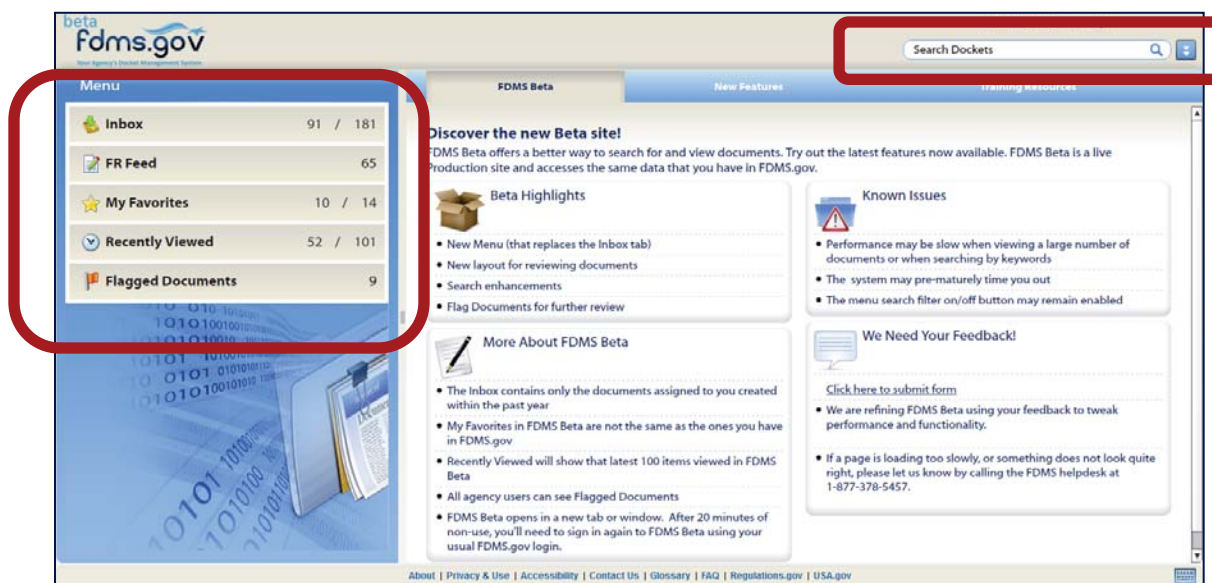 beta
fdms.gov
Your Agency's Docket Management System
Search Dockets
Menu
Inbox 91 / 181
FR Feed 65
My Favorites 10 / 14
Recently Viewed 52 / 101
Flagged Documents 9
FDMS Beta
New Features
Training Resources
Discover the new Beta site!
FDMS Beta offers a better way to search for and view documents. Try out the latest features now available. FDMS Beta is a live
Production site and accesses the same data that you have in FDMS.gov.
Beta Highlights
• New Menu (that replaces the Inbox tab)
• New layout for reviewing documents
• Search enhancements
• Flag Documents for further review
Known Issues
• Performance may be slow when viewing a large number of
documents or when searching by keywords
• The system may pre-maturely time you out
• The menu search filter on/off button may remain enabled
More About FDMS Beta
• The Inbox contains only the documents assigned to you created
within the past year
• My Favorites in FDMS Beta are not the same as the ones you have
in FDMS.gov
• Recently Viewed will show that latest 100 items viewed in FDMS
Beta
• All agency users can see Flagged Documents
• FDMS Beta opens in a new tab or window. After 20 minutes of
non-use, you'll need to sign in again to FDMS Beta using your
usual FDMS.gov login.
We Need Your Feedback!
Click here to submit form
• We are refining FDMS Beta using your feedback to tweak
performance and functionality.
• If a page is loading too slowly, or something does not look quite
right, please let us know by calling the FDMS helpdesk at
1-877-378-5457.
About | Privacy & Use | Accessibility | Contact Us | Glossary | FAQ | Regulations.gov | USA.gov